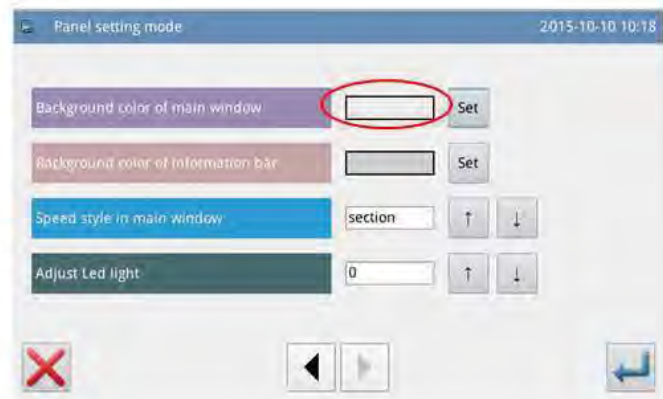 Panel setting mode 2015-10-10 10:18
Background color of main window Set
Background color of Information bar Set
Speed style in main window section ↑ ↓
Adjust Led light 0 ↑ ↓